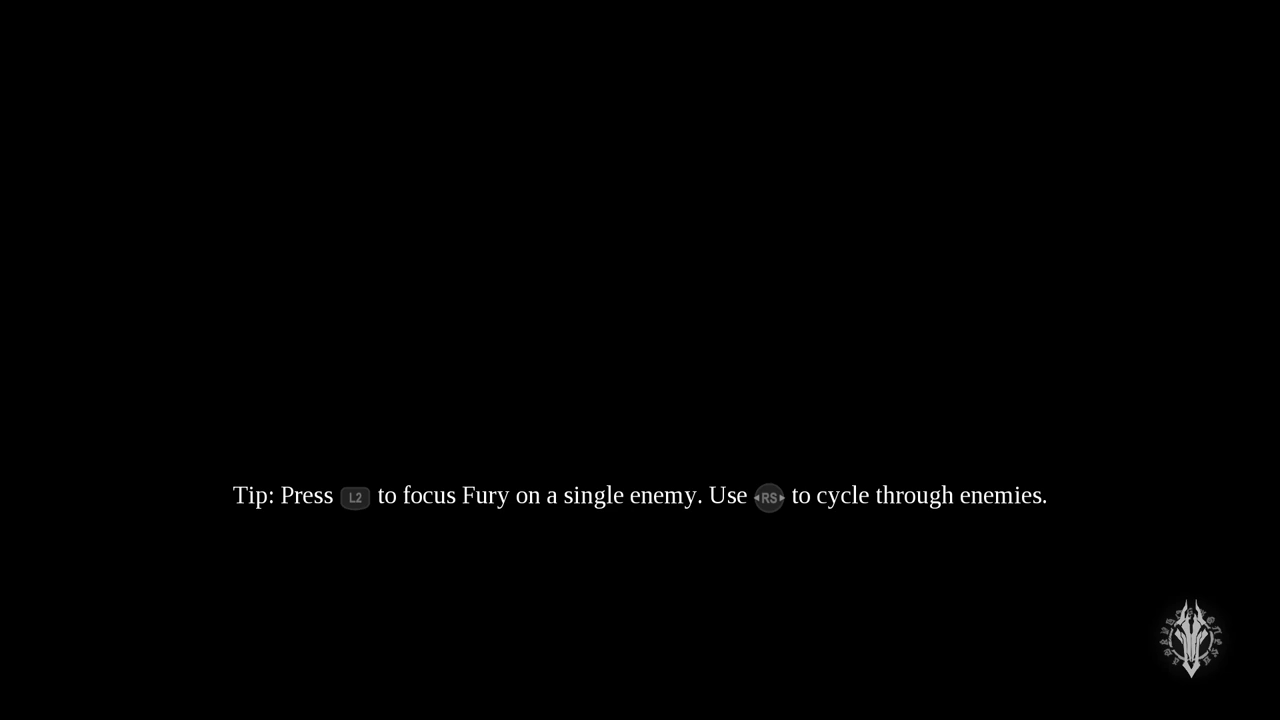 Tip: Press L2 to focus Fury on a single enemy. Use RS to cycle through enemies.